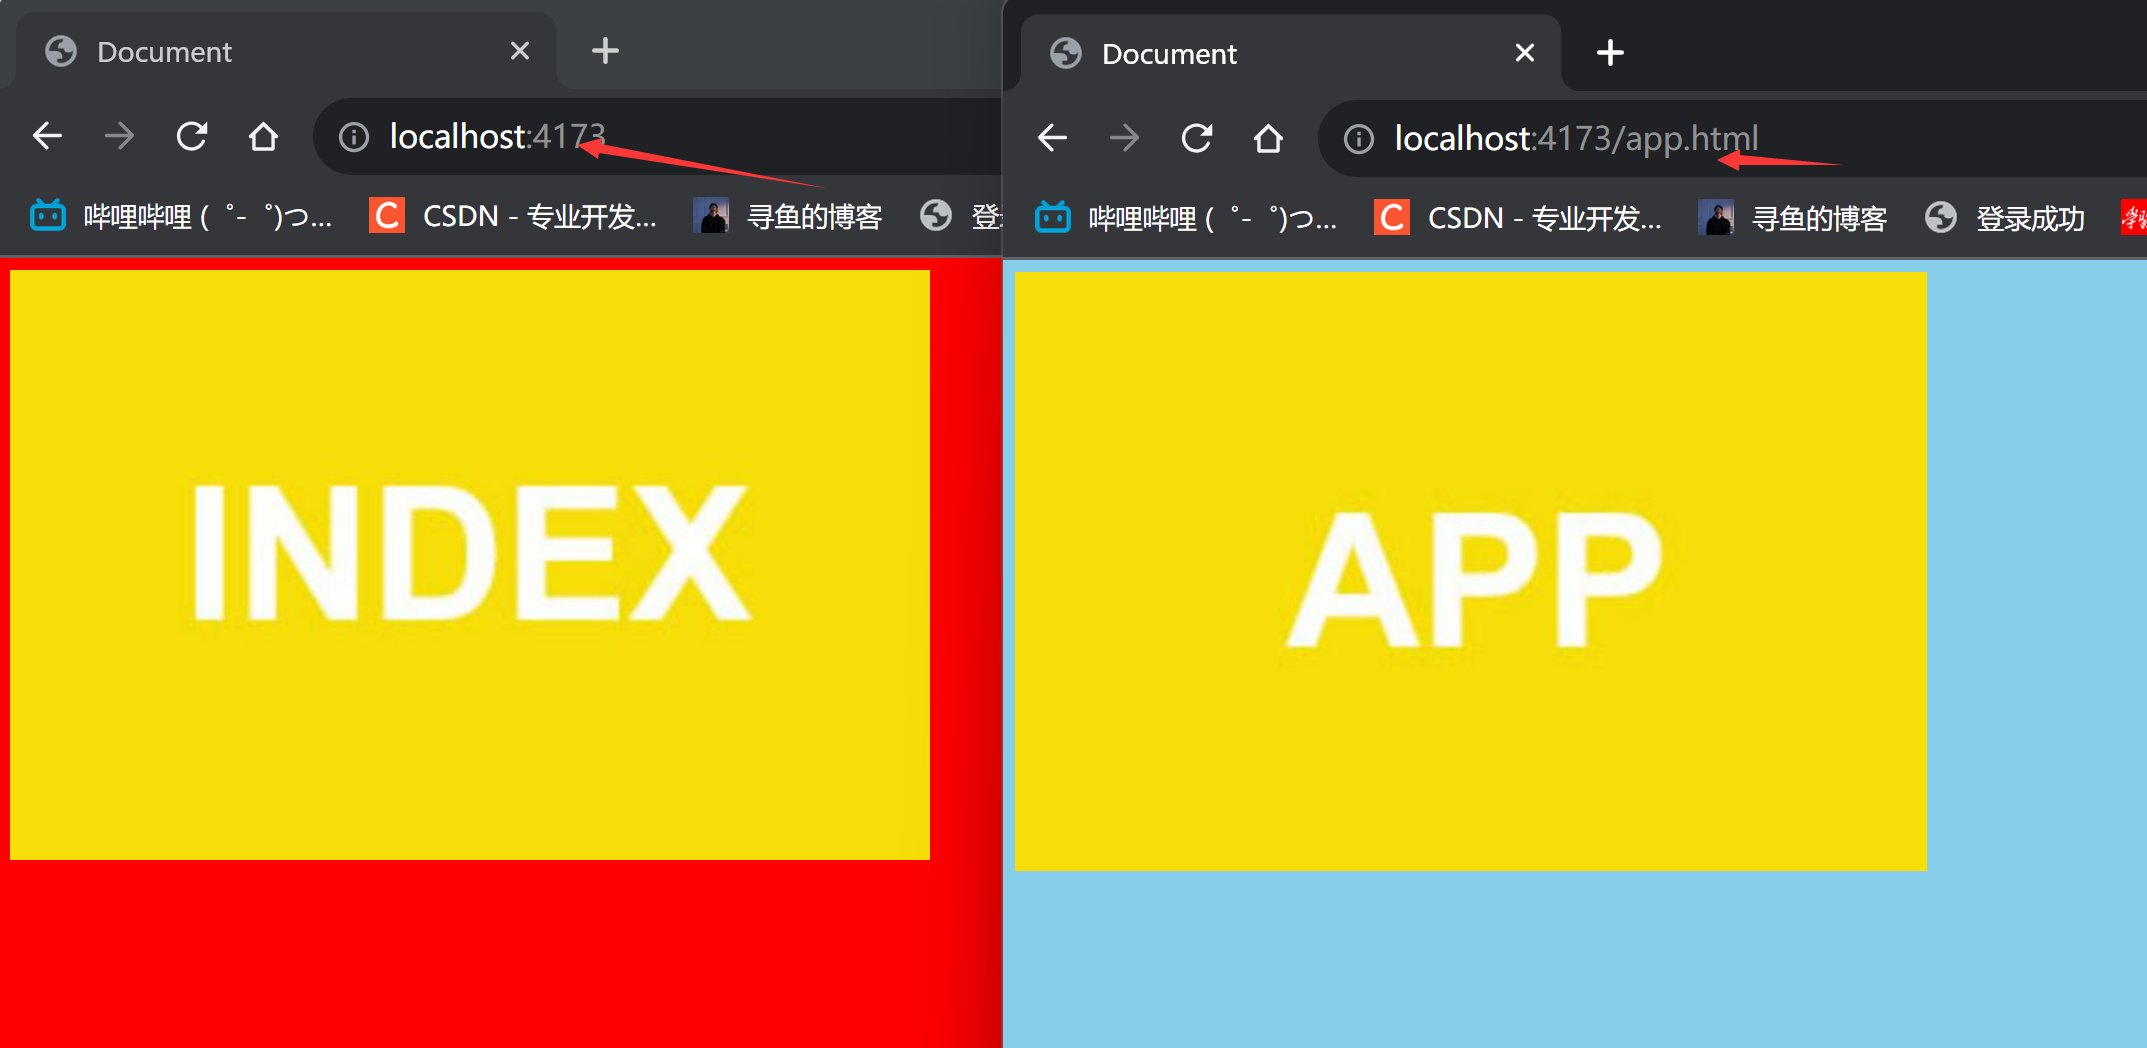 Document
localhost:4173
哔哩哔哩 (゜-゜)つ...
C CSDN - 专业开发...
寻鱼的博客
登
INDEX
Document
localhost:4173/app.html
哔哩哔哩 (゜-゜)つ...
C CSDN - 专业开发...
寻鱼的博客
登录成功
APP